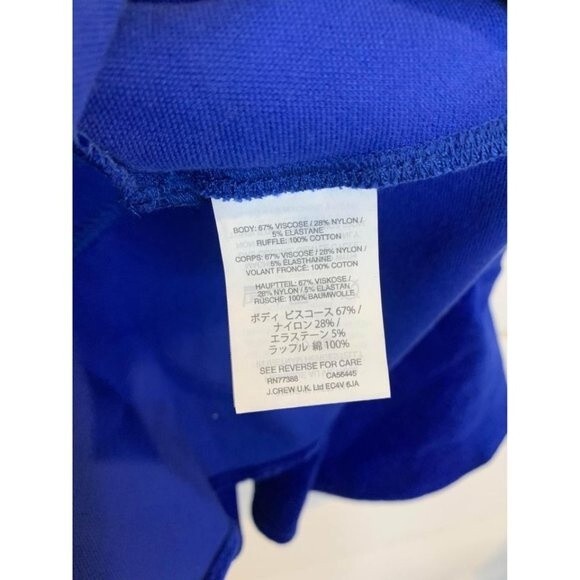 BODY: 67% VISCOSE / 28% NYLON /
5% ELASTANE
RUFFLE: 100% COTTON
CORPS: 67% VISCOSE / 28% NYLON /
5% ELASTHANNE
VOLANT FRONCÉ: 100% COTON
HAUPTTEIL: 67% VISKOSE /
28% NYLON / 5% ELASTAN
RÜSCHE: 100% BAUMWOLLE
ボディ ビスコース 67% /
ナイロン 28% /
エラステーン 5%
ラッフル 綿 100%
SEE REVERSE FOR CARE
RN77388 CA56445
J.CREW U.K. Ltd EC4V 6JA